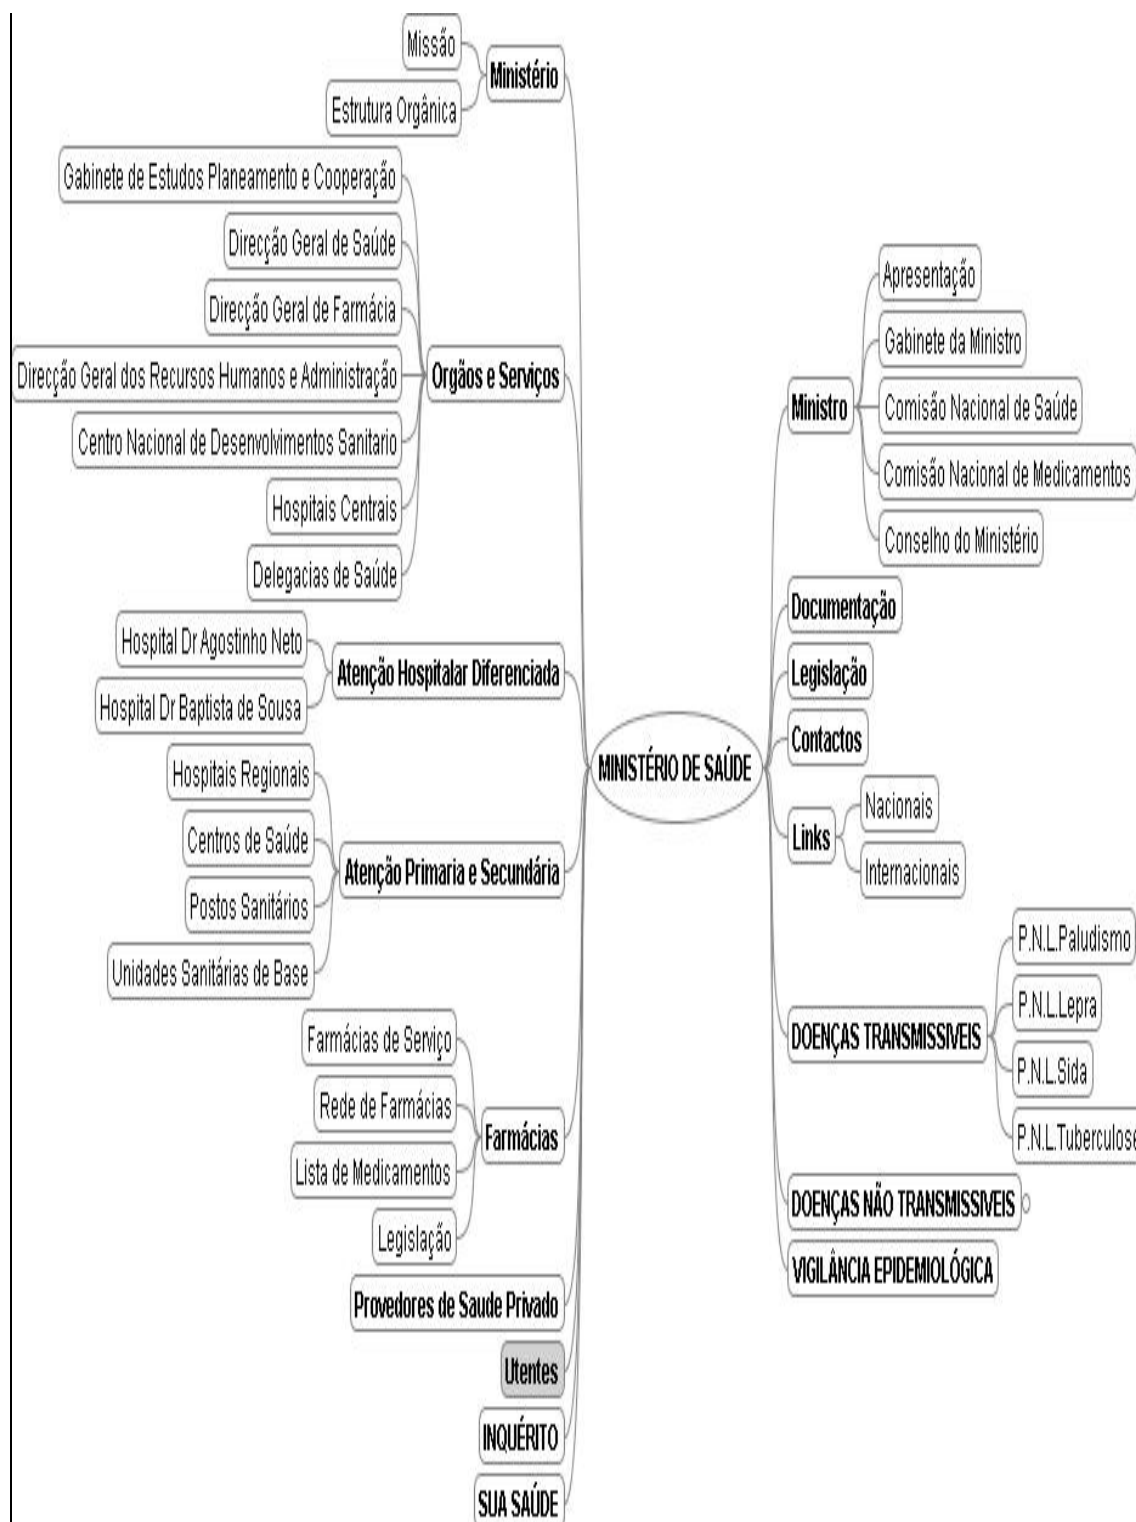 Missão
Ministério
Estrutura Orgânica
Gabinete de Estudos Planeamento e Cooperação
Direcção Geral de Saúde
Direcção Geral de Farmácia
Direcção Geral dos Recursos Humanos e Administração
Orgãos e Serviços
Centro Nacional de Desenvolvimentos Sanitario
Hospitais Centrais
Delegacias de Saúde
Hospital Dr Agostinho Neto
Atenção Hospitalar Diferenciada
Hospital Dr Baptista de Sousa
Hospitais Regionais
Centros de Saúde
Atenção Primaria e Secundária
Postos Sanitários
Unidades Sanitárias de Base
Farmácias de Serviço
Rede de Farmácias
Farmácias
Lista de Medicamentos
Legislação
Provedores de Saude Privado
Utentes
INQUÉRITO
SUA SAÚDE
MINISTÉRIO DE SAÚDE
Apresentação
Gabinete da Ministro
Ministro
Comisão Nacional de Saúde
Comisão Nacional de Medicamentos
Conselho do Ministério
Documentação
Legislação
Contactos
Links
Nacionais
Internacionais
P.N.L.Paludismo
P.N.L.Lepra
DOENÇAS TRANSMISSIVEIS
P.N.L.Sida
P.N.L.Tuberculose
DOENÇAS NÃO TRANSMISSIVEIS
VIGILÂNCIA EPIDEMIOLÓGICA